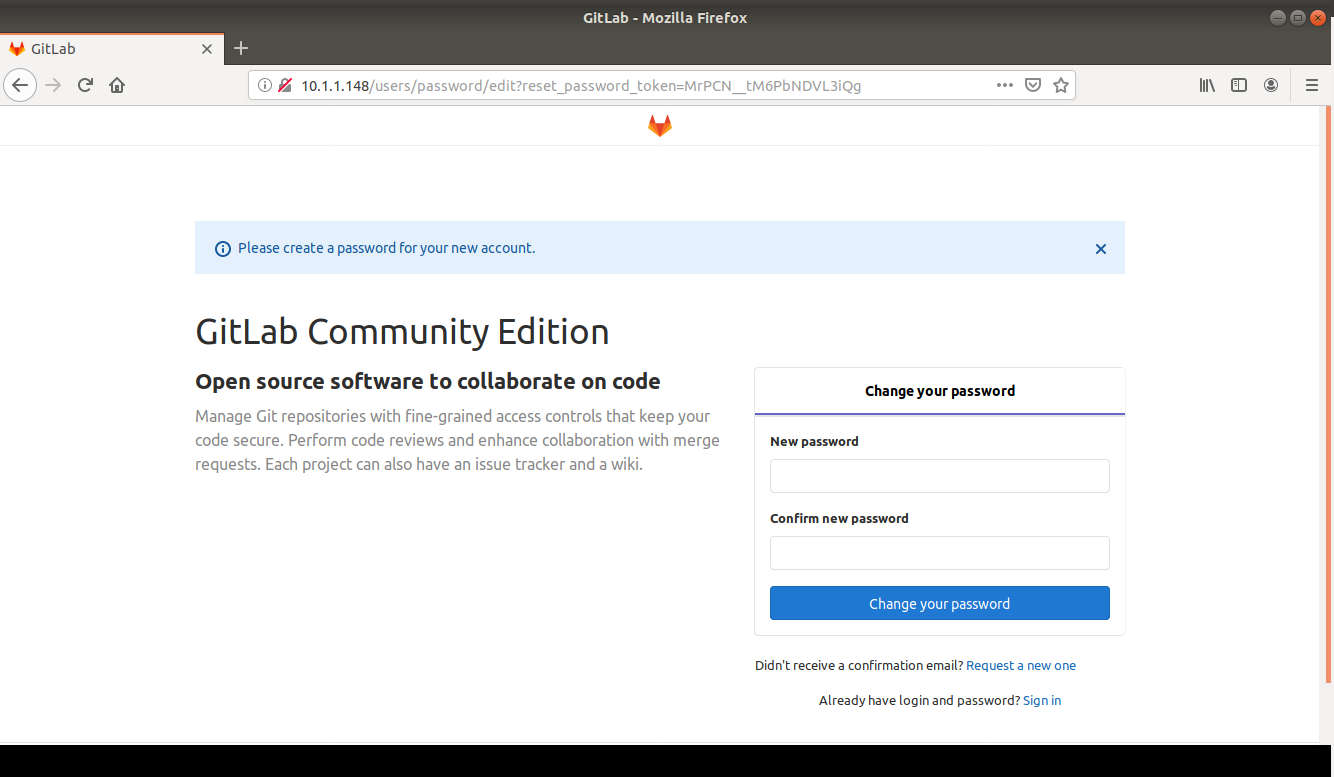 GitLab - Mozilla Firefox
GitLab
10.1.1.148/users/password/edit?reset_password_token=MrPCN__tM6PbNDVL3iQg
Please create a password for your new account.
GitLab Community Edition
Open source software to collaborate on code
Manage Git repositories with fine-grained access controls that keep your
code secure. Perform code reviews and enhance collaboration with merge
requests. Each project can also have an issue tracker and a wiki.
Change your password
New password
Confirm new password
Change your password
Didn't receive a confirmation email? Request a new one
Already have login and password? Sign in